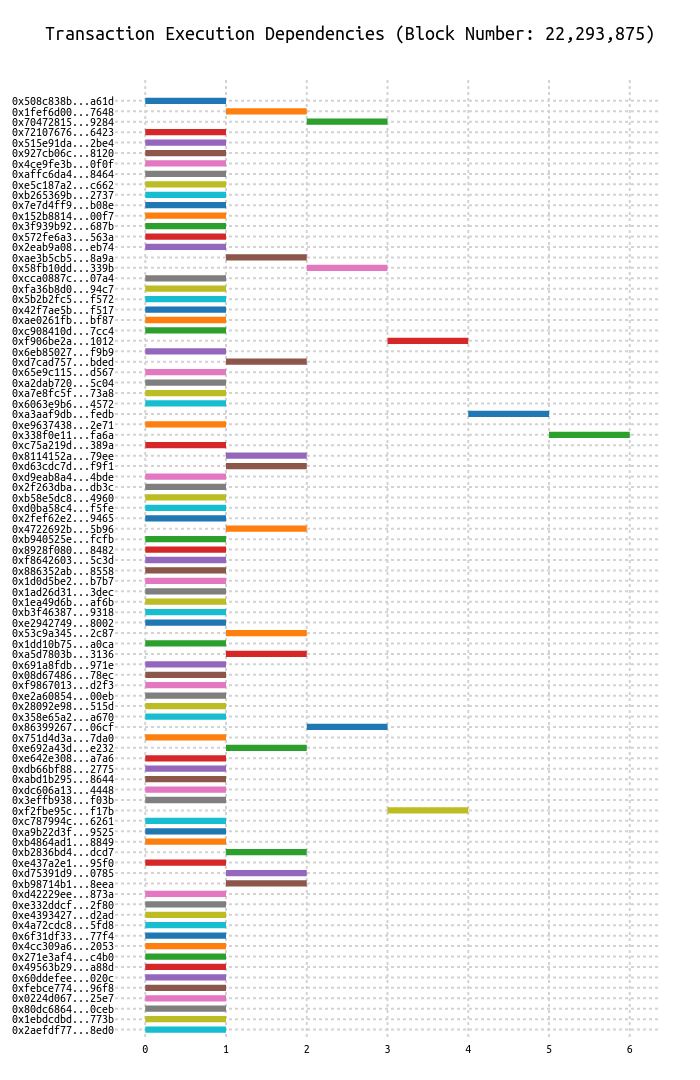 Transaction Execution Dependencies (Block Number: 22,293,875)
0x508c838b...a61d
0x1fef6d00...7648
0x70472815...9284
0x72107676...6423
0x515e91da...2be4
0x927cb06c...8120
0x4ce9fe3b...0f0f
0xaffc6da4...8464
0xe5c187a2...c662
0xb265369b...2737
0x7e7d4ff9...b08e
0x152b8814...00f7
0x3f939b92...687b
0x572fe6a3...563a
0x2eab9a08...eb74
0xae3b5cb5...8a9a
0x58fb10dd...339b
0xcca0887c...07a4
0xfa36b8d0...94c7
0x5b2b2fc5...f572
0x42f7ae5b...f517
0xae0261fb...bf87
0xc908410d...7cc4
0xf906be2a...1012
0x6eb85027...f9b9
0xd7cad757...bded
0x65e9c115...d567
0xa2dab720...5c04
0xa7e8fc5f...73a8
0x6063e9b6...4572
0xa3aaf9db...fedb
0xe9637438...2e71
0x338f0e11...fa6a
0xc75a219d...389a
0x8114152a...79ee
0xd63cdc7d...f9f1
0xd9eab8a4...4bde
0x2f263dba...db3c
0xb58e5dc8...4960
0xd0ba58c4...f5fe
0x2fef62e2...9465
0x4722692b...5b96
0xb940525e...fcfb
0x8928f080...8482
0xf8642603...5c3d
0x886352ab...8558
0x1d0d5be2...b7b7
0x1ad26d31...3dec
0x1ea49d6b...af6b
0xb3f46387...9318
0xe2942749...8002
0x53c9a345...2c87
0x1dd10b75...a0ca
0xa5d7803b...3136
0x691a8fdb...971e
0x08d67486...78ec
0xf9867013...d2f3
0xe2a60854...00eb
0x28092e98...515d
0x358e65a2...a670
0x86399267...06cf
0x751d4d3a...7da0
0xe692a43d...e232
0xe642e308...a7a6
0xdb66bf88...2775
0xabd1b295...8644
0xdc606a13...4448
0x3effb938...f03b
0xf2fbe95c...f17b
0xc787994c...6261
0xa9b22d3f...9525
0xb4864ad1...8849
0xb2836bd4...dcd7
0xe437a2e1...95f0
0xd75391d9...0785
0xb98714b1...8eea
0xd42229ee...873a
0xe332ddcf...2f80
0xe4393427...d2ad
0x4a72cdc8...5fd8
0x6f31df33...77f4
0x4cc309a6...2053
0x271e3af4...c4b0
0x49563b29...a88d
0x60ddefee...020c
0xfebce774...96f8
0x0224d067...25e7
0x80dc6864...0ceb
0x1ebdcdbd...773b
0x2aefdf77...8ed0
0 1 2 3 4 5 6